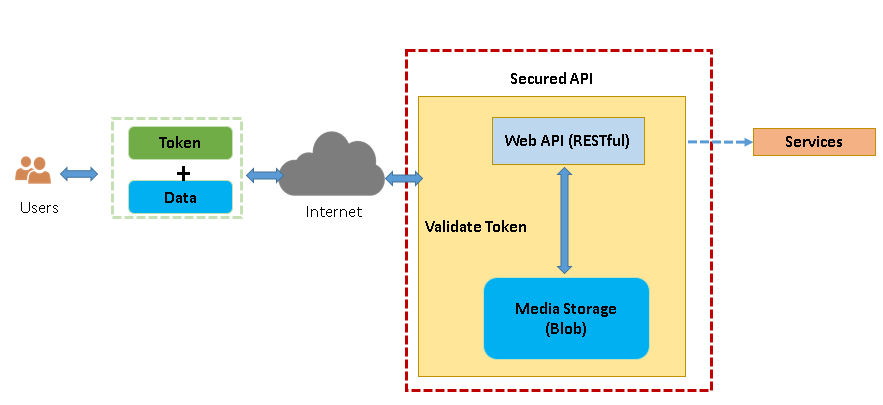 Secured API
Web API (RESTful)
Services
Token
+
Data
Users
Internet
Validate Token
Media Storage
(Blob)